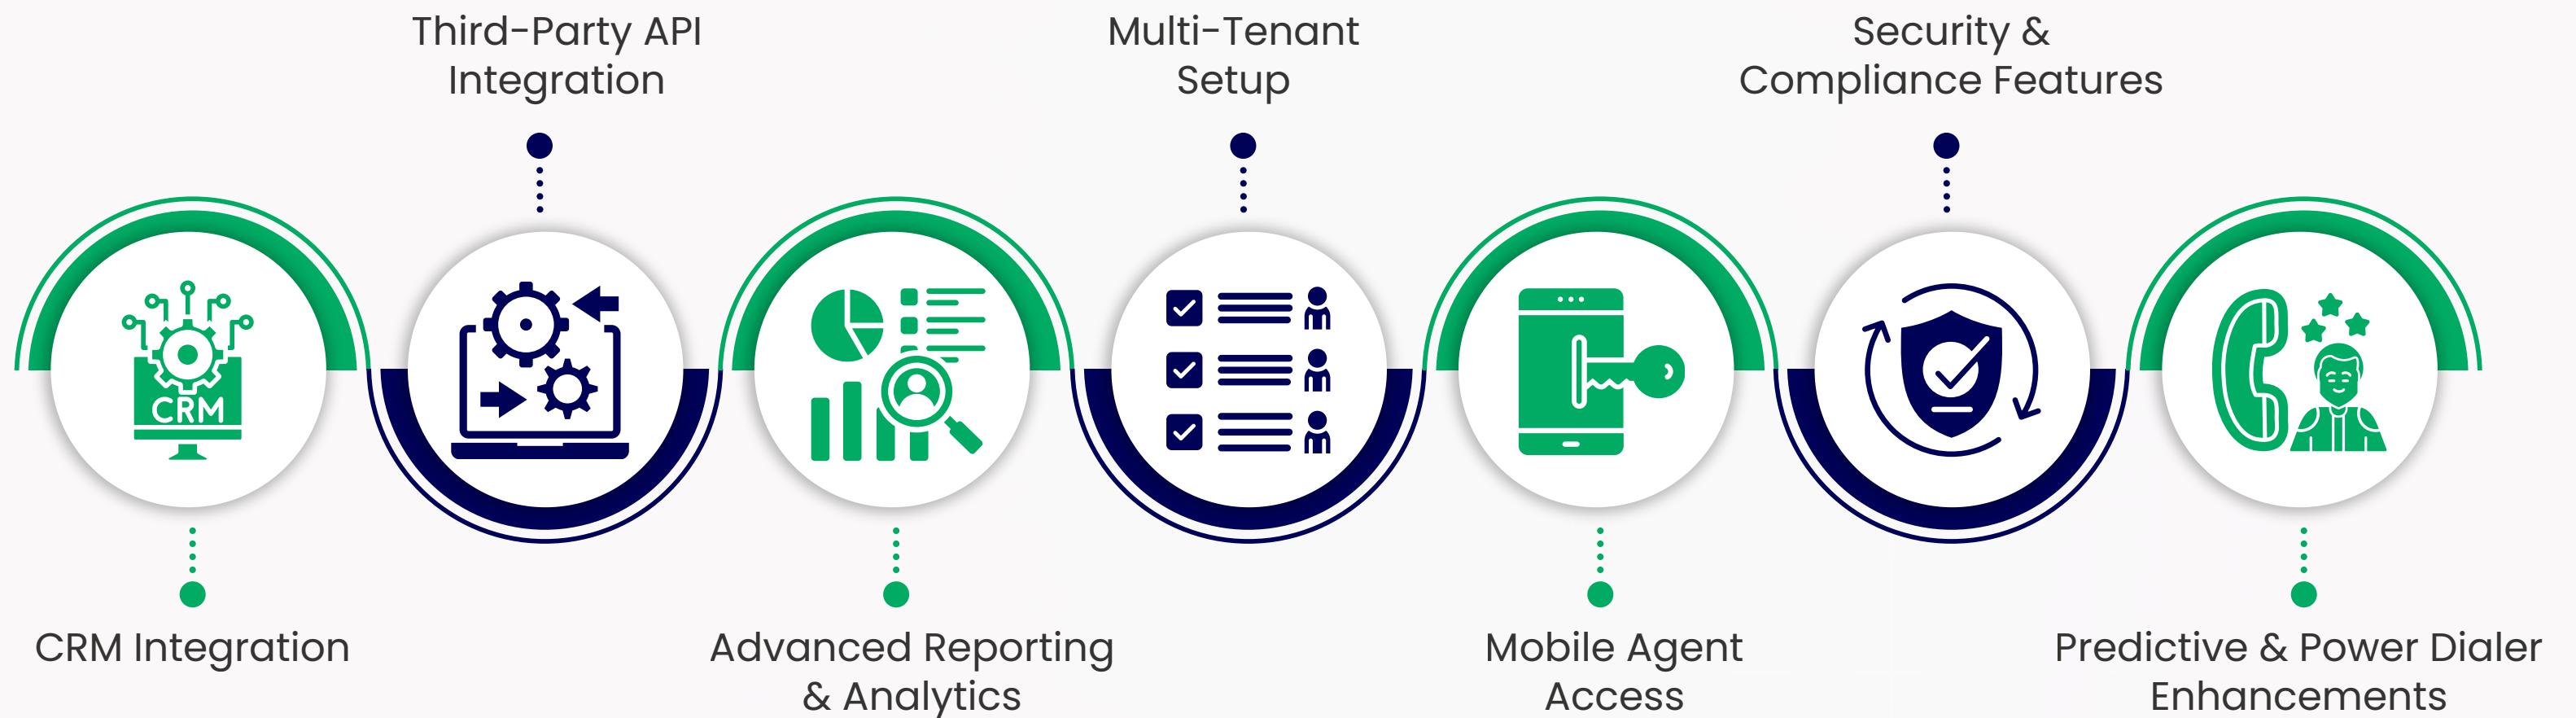 Third-Party API
Integration
Multi-Tenant
Setup
Security &
Compliance Features
CRM
CRM Integration
Advanced Reporting
& Analytics
Mobile Agent
Access
Predictive & Power Dialer
Enhancements